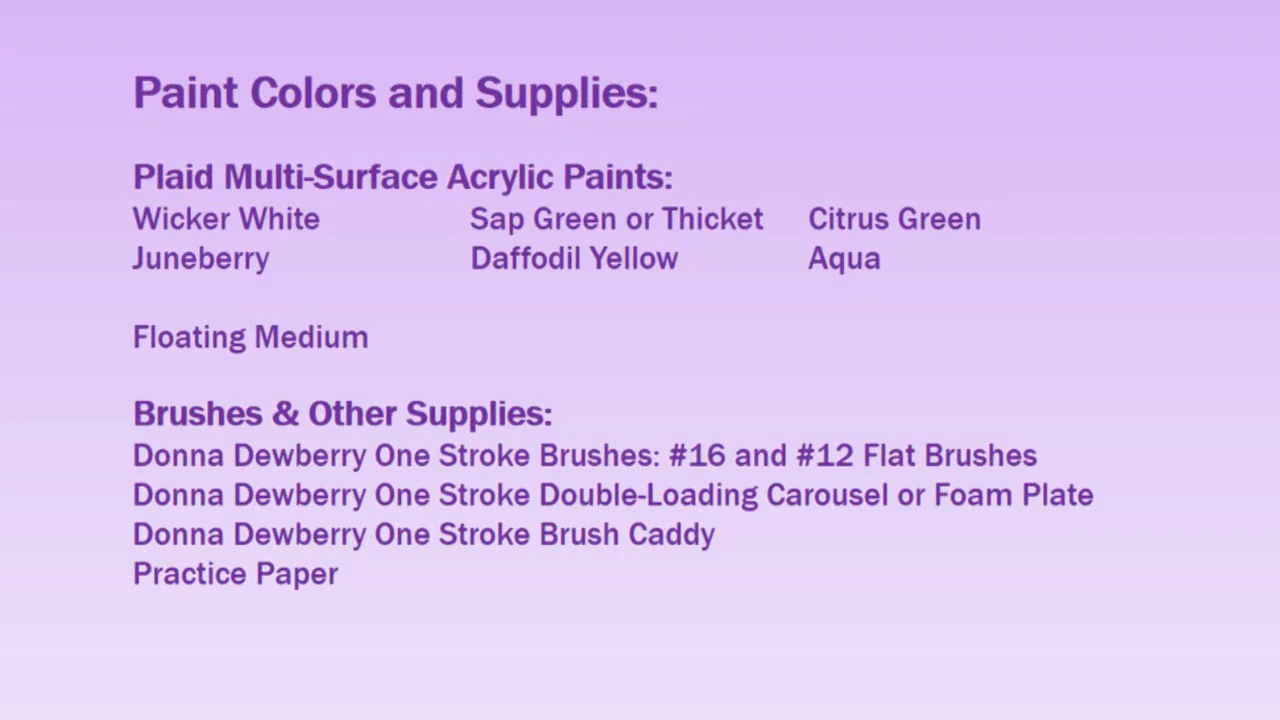 Paint Colors and Supplies:
Plaid Multi-Surface Acrylic Paints:
Wicker White Sap Green or Thicket Citrus Green
Juneberry Daffodil Yellow Aqua
Floating Medium
Brushes & Other Supplies:
Donna Dewberry One Stroke Brushes: #16 and #12 Flat Brushes
Donna Dewberry One Stroke Double-Loading Carousel or Foam Plate
Donna Dewberry One Stroke Brush Caddy
Practice Paper